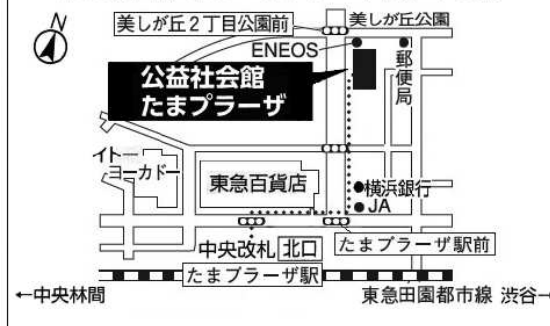 N
美しが丘2丁目公園前
美しが丘公園
ENEOS
郵便局
公益社会館
たまプラーザ
イトー
ヨーカドー
東急百貨店
横浜銀行
JA
中央改札 北口
たまプラーザ駅前
たまプラーザ駅
←中央林間
東急田園都市線 渋谷→